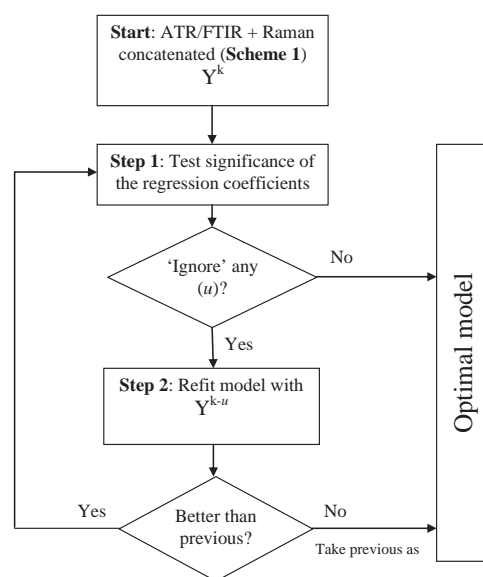 Start: ATR/FTIR + Raman
concatenated (Scheme 1)
Y^k
Step 1: Test significance of
the regression coefficients
‘Ignore’ any
(u)?
No
Yes
Step 2: Refit model with
Y^k-u
Better than
previous?
Yes
No
Take previous as
Optimal model